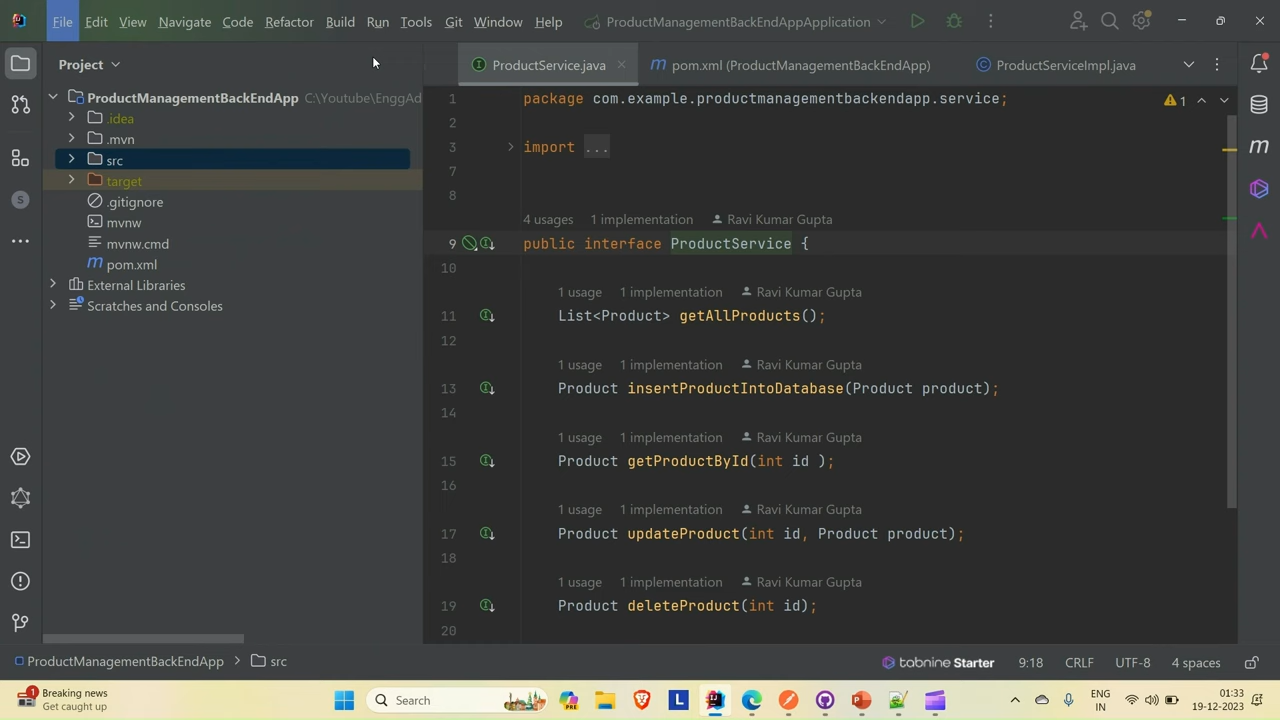 File Edit View Navigate Code Refactor Build Run Tools Git Window Help ProductManagementBackEndAppApplication
Project
ProductService.java
pom.xml (ProductManagementBackEndApp)
ProductServiceImpl.java
ProductManagementBackEndApp C:\Youtube\EnggAd
.idea
.mvn
src
target
.gitignore
mvnw
mvnw.cmd
pom.xml
External Libraries
Scratches and Consoles
1 package com.example.productmanagementbackendapp.service;
1
2
3 import ...
7
8
4 usages 1 implementation Ravi Kumar Gupta
9 public interface ProductService {
10
1 usage 1 implementation Ravi Kumar Gupta
11 List<Product> getAllProducts();
12
1 usage 1 implementation Ravi Kumar Gupta
13 Product insertProductIntoDatabase(Product product);
14
1 usage 1 implementation Ravi Kumar Gupta
15 Product getProductById(int id );
16
1 usage 1 implementation Ravi Kumar Gupta
17 Product updateProduct(int id, Product product);
18
1 usage 1 implementation Ravi Kumar Gupta
19 Product deleteProduct(int id);
20
ProductManagementBackEndApp > src
tabnine Starter 9:18 CRLF UTF-8 4 spaces
1
Breaking news
Get caught up
Search
PRE
L
ENG
IN
01:33
19-12-2023